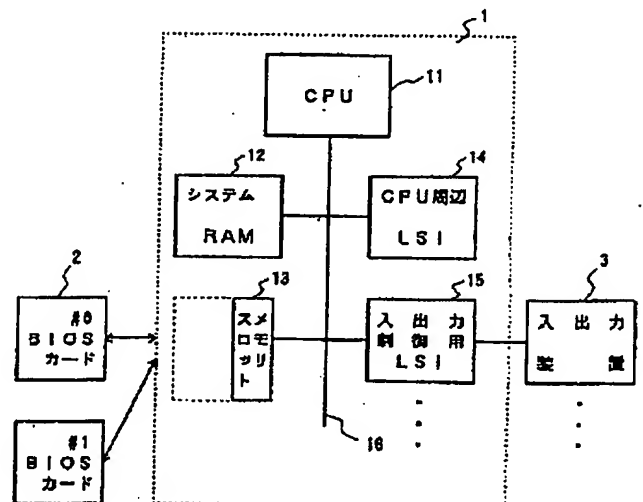 1
11
CPU
12
システム
RAM
14
CPU周辺
LSI
2
#0
BIOS
カード
13
メモリ
スロット
15
入出力
制御用
LSI
3
入出力
装置
#1
BIOS
カード
16